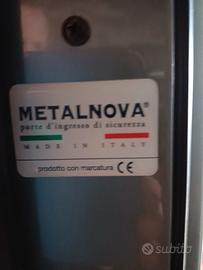 METALNOVA®
porte d'ingresso di sicurezza
MADE IN ITALY
prodotto con marcatura CE
subito